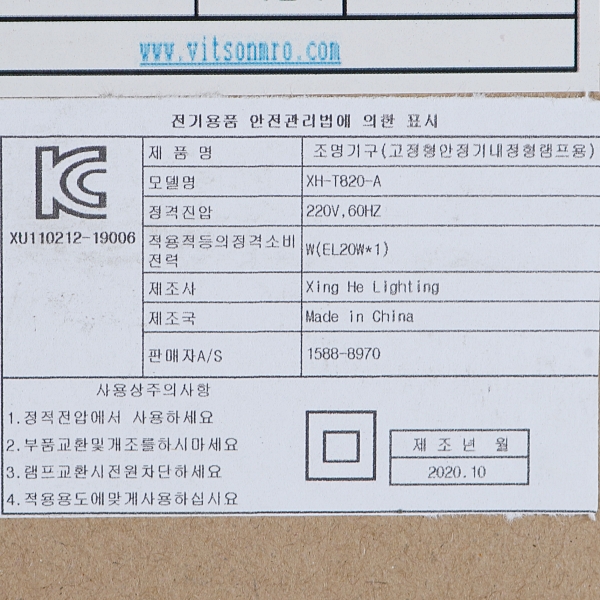 www.vitsonmro.com
전기용품 안전관리법에 의한 표시
KC
XU110212-19006
제 품 명 조명기구(고정형안정기내장형램프용)
모델명 XH-T820-A
정격진압 220V,60HZ
적용적등의정격소비전력 W(EL20W*1)
제조사 Xing He Lighting
제조국 Made in China
판매자A/S 1588-8970
사용상주의사항
1.정적전압에서 사용하세요
2.부품교환및개조를하시마세요
3.램프교환시전원차단하세요
4.적용용도에맞게사용하십시요
제 조 년 월
2020.10